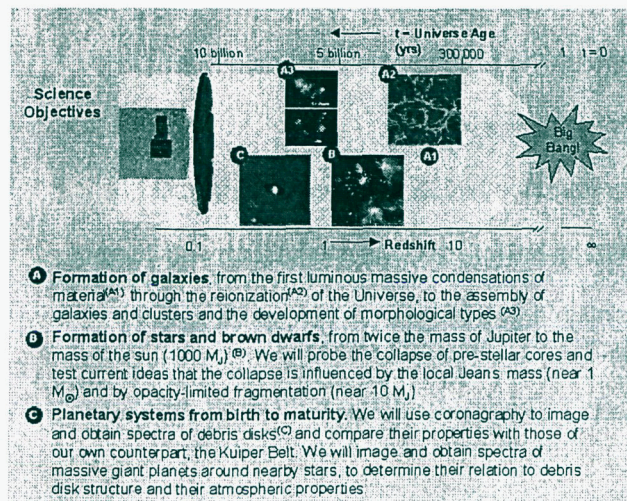 t – Universe Age
(yrs)
10 billion 5 billion 300,000 1 t=0
Science
Objectives
A3 A2
Big
Bang!
C B A1
0.1 1 Redshift 10 ∞
A Formation of galaxies, from the first luminous massive condensations of
material(A1) through the reionization(A2) of the Universe, to the assembly of
galaxies and clusters and the development of morphological types (A3)
B Formation of stars and brown dwarfs, from twice the mass of Jupiter to the
mass of the sun (1000 MJ) (B). We will probe the collapse of pre-stellar cores and
test current ideas that the collapse is influenced by the local Jeans mass (near 1
M⊙) and by opacity-limited fragmentation (near 10 MJ)
C Planetary systems from birth to maturity. We will use coronagraphy to image
and obtain spectra of debris disks(C) and compare their properties with those of
our own counterpart, the Kuiper Belt. We will image and obtain spectra of
massive giant planets around nearby stars, to determine their relation to debris
disk structure and their atmospheric properties